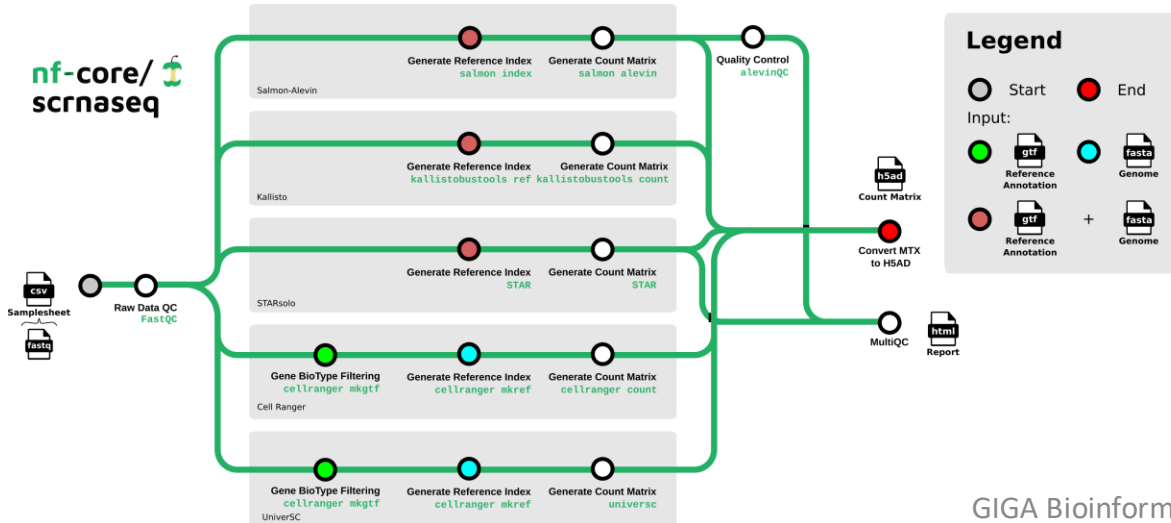 nf-core/
scrnaseq
Generate Reference Index
salmon index
Generate Count Matrix
salmon alevin
Salmon-Alevin
Quality Control
alevinQC
Generate Reference Index
kallistobustools ref
Generate Count Matrix
kallistobustools count
Kallisto
Generate Reference Index
STAR
Generate Count Matrix
STAR
STARsolo
csv
Samplesheet
fastq
Raw Data QC
FastQC
Gene BioType Filtering
cellranger mkgtf
Generate Reference Index
cellranger mkref
Generate Count Matrix
cellranger count
Cell Ranger
Gene BioType Filtering
cellranger mkgtf
Generate Reference Index
cellranger mkref
Generate Count Matrix
universc
UniverSC
h5ad
Count Matrix
Convert MTX
to H5AD
MultiQC
html
Report
Legend
Start
End
Input:
gtf
Reference
Annotation
fasta
Genome
gtf
Reference
Annotation
+
fasta
Genome
GIGA Bioinform